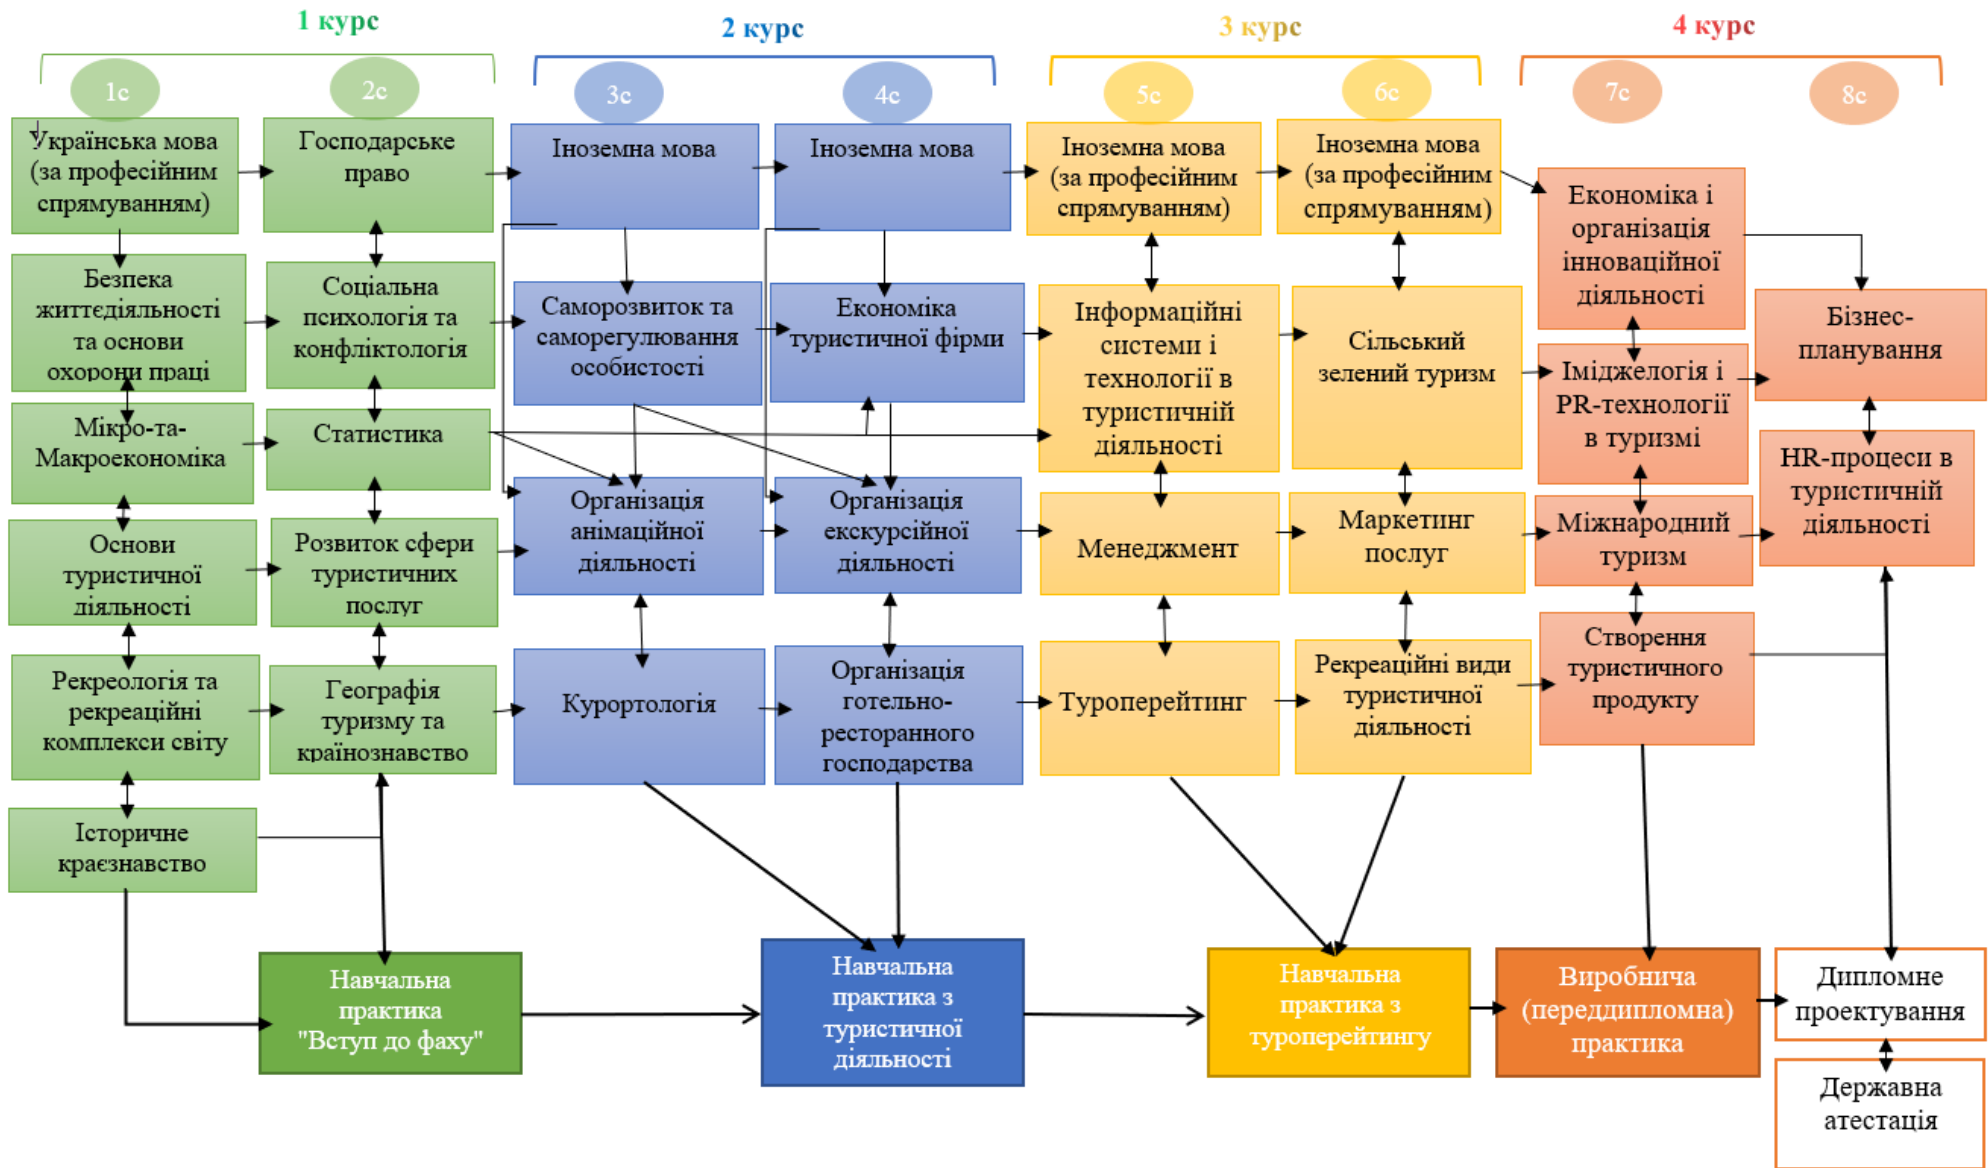 1 курс
2 курс
3 курс
4 курс
1с
2с
3с
4с
5с
6с
7с
8с
Українська мова
(за професійним
спрямуванням)
Безпека
життєдіяльності
та основи
охорони праці
Мікро-та-
Макроекономіка
Основи
туристичної
діяльності
Рекреологія та
рекреаційні
комплекси світу
Історичне
краєзнавство
Господарське
право
Соціальна
психологія та
конфліктологія
Статистика
Розвиток сфери
туристичних
послуг
Географія
туризму та
країнознавство
Навчальна
практика
"Вступ до фаху"
Іноземна мова
Саморозвиток та
саморегулювання
особистості
Організація
анімаційної
діяльності
Курортологія
Іноземна мова
Економіка
туристичної фірми
Організація
екскурсійної
діяльності
Організація
готельно-
ресторанного
господарства
Навчальна
практика з
туристичної
діяльності
Іноземна мова
(за професійним
спрямуванням)
Інформаційні
системи і
технології в
туристичній
діяльності
Менеджмент
Туроперейтинг
Іноземна мова
(за професійним
спрямуванням)
Сільський
зелений туризм
Маркетинг
послуг
Рекреаційні види
туристичної
діяльності
Навчальна
практика з
туроперейтингу
Економіка і
організація
інноваційної
діяльності
Іміджелогія і
PR-технології
в туризмі
Міжнародний
туризм
Створення
туристичного
продукту
Виробнича
(переддипломна)
практика
Бізнес-
планування
HR-процеси в
туристичній
діяльності
Дипломне
проектування
Державна
атестація